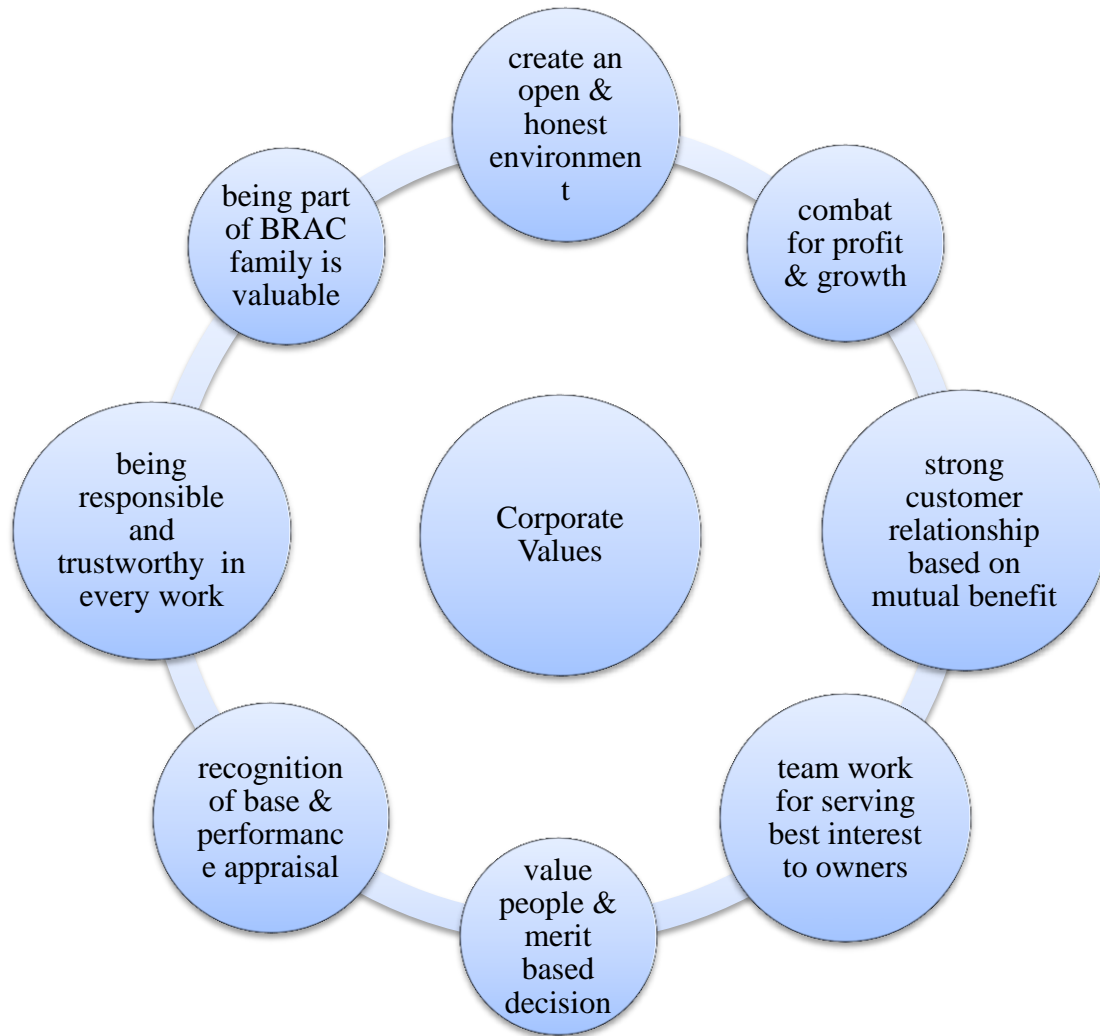 create an
open &
honest
environmen
t
combat
for profit
& growth
strong
customer
relationship
based on
mutual benefit
team work
for serving
best interest
to owners
value
people &
merit
based
decision
recognition
of base &
performanc
e appraisal
being
responsible
and
trustworthy  in
every work
being part
of BRAC
family is
valuable
Corporate
Values